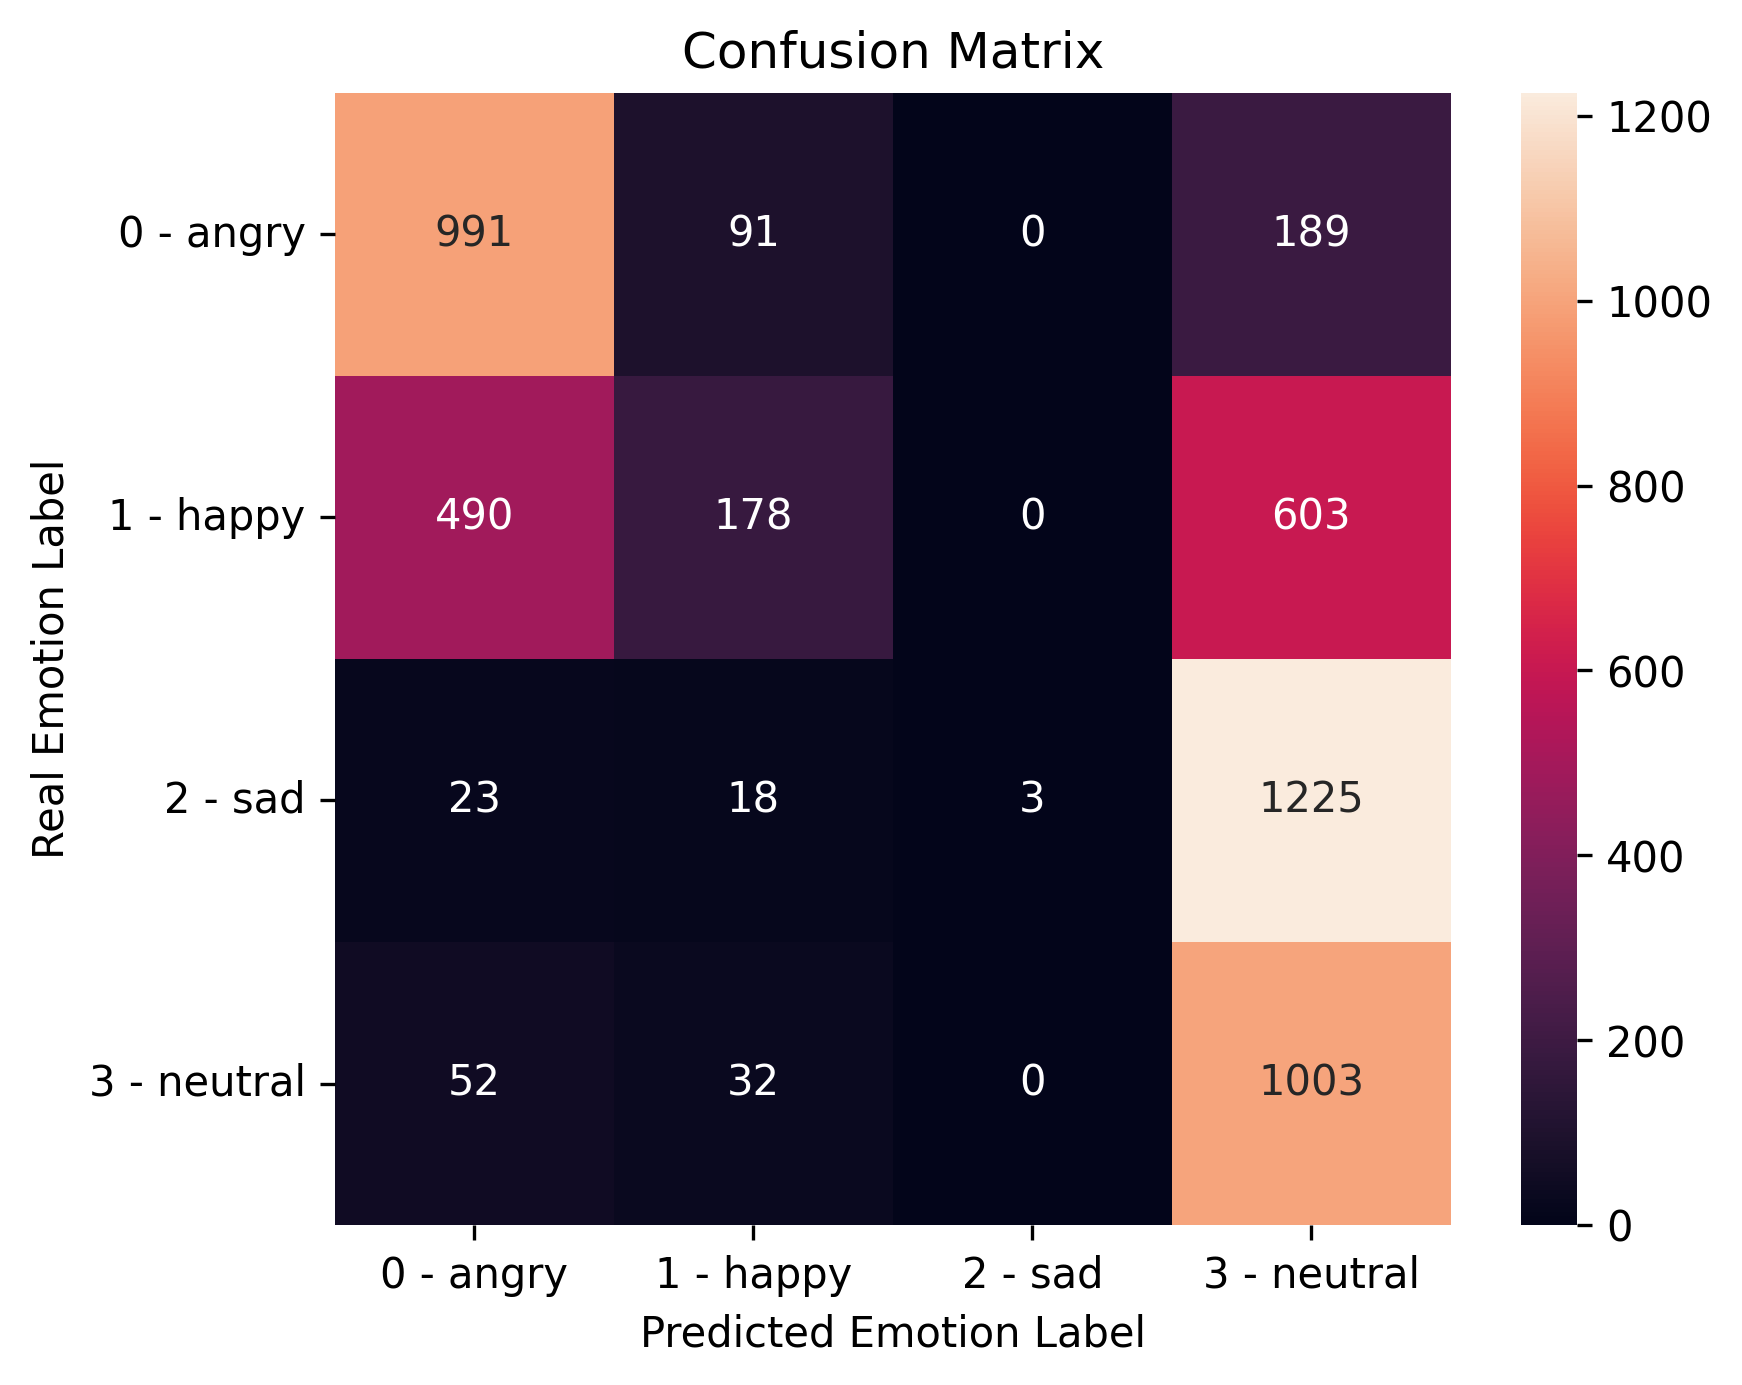 Confusion Matrix
Real Emotion Label
0 - angry 991 91 0 189
1 - happy 490 178 0 603
2 - sad 23 18 3 1225
3 - neutral 52 32 0 1003
0 - angry 1 - happy 2 - sad 3 - neutral
Predicted Emotion Label
1200
1000
800
600
400
200
0